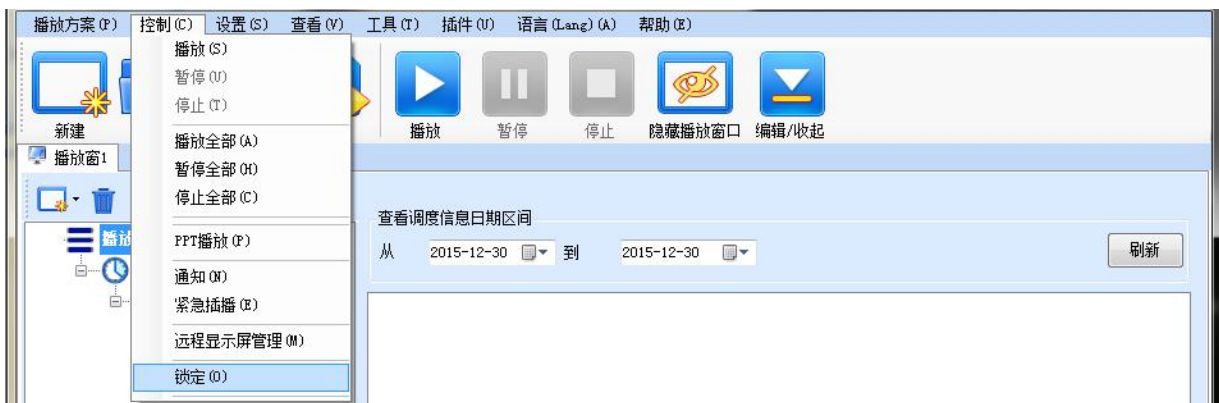 播放方案(P) 控制(C) 设置(S) 查看(V) 工具(T) 插件(U) 语言(Lang)(A) 帮助(E)
播放(S)
暂停(U)
停止(T)
播放全部(A)
暂停全部(H)
停止全部(C)
PPT播放(P)
通知(N)
紧急插播(E)
远程显示屏管理(M)
锁定(O)
新建 播放 暂停 停止 隐藏播放窗口 编辑/收起
播放窗1
播放
查看调度信息日期区间
从 2015-12-30 到 2015-12-30 刷新